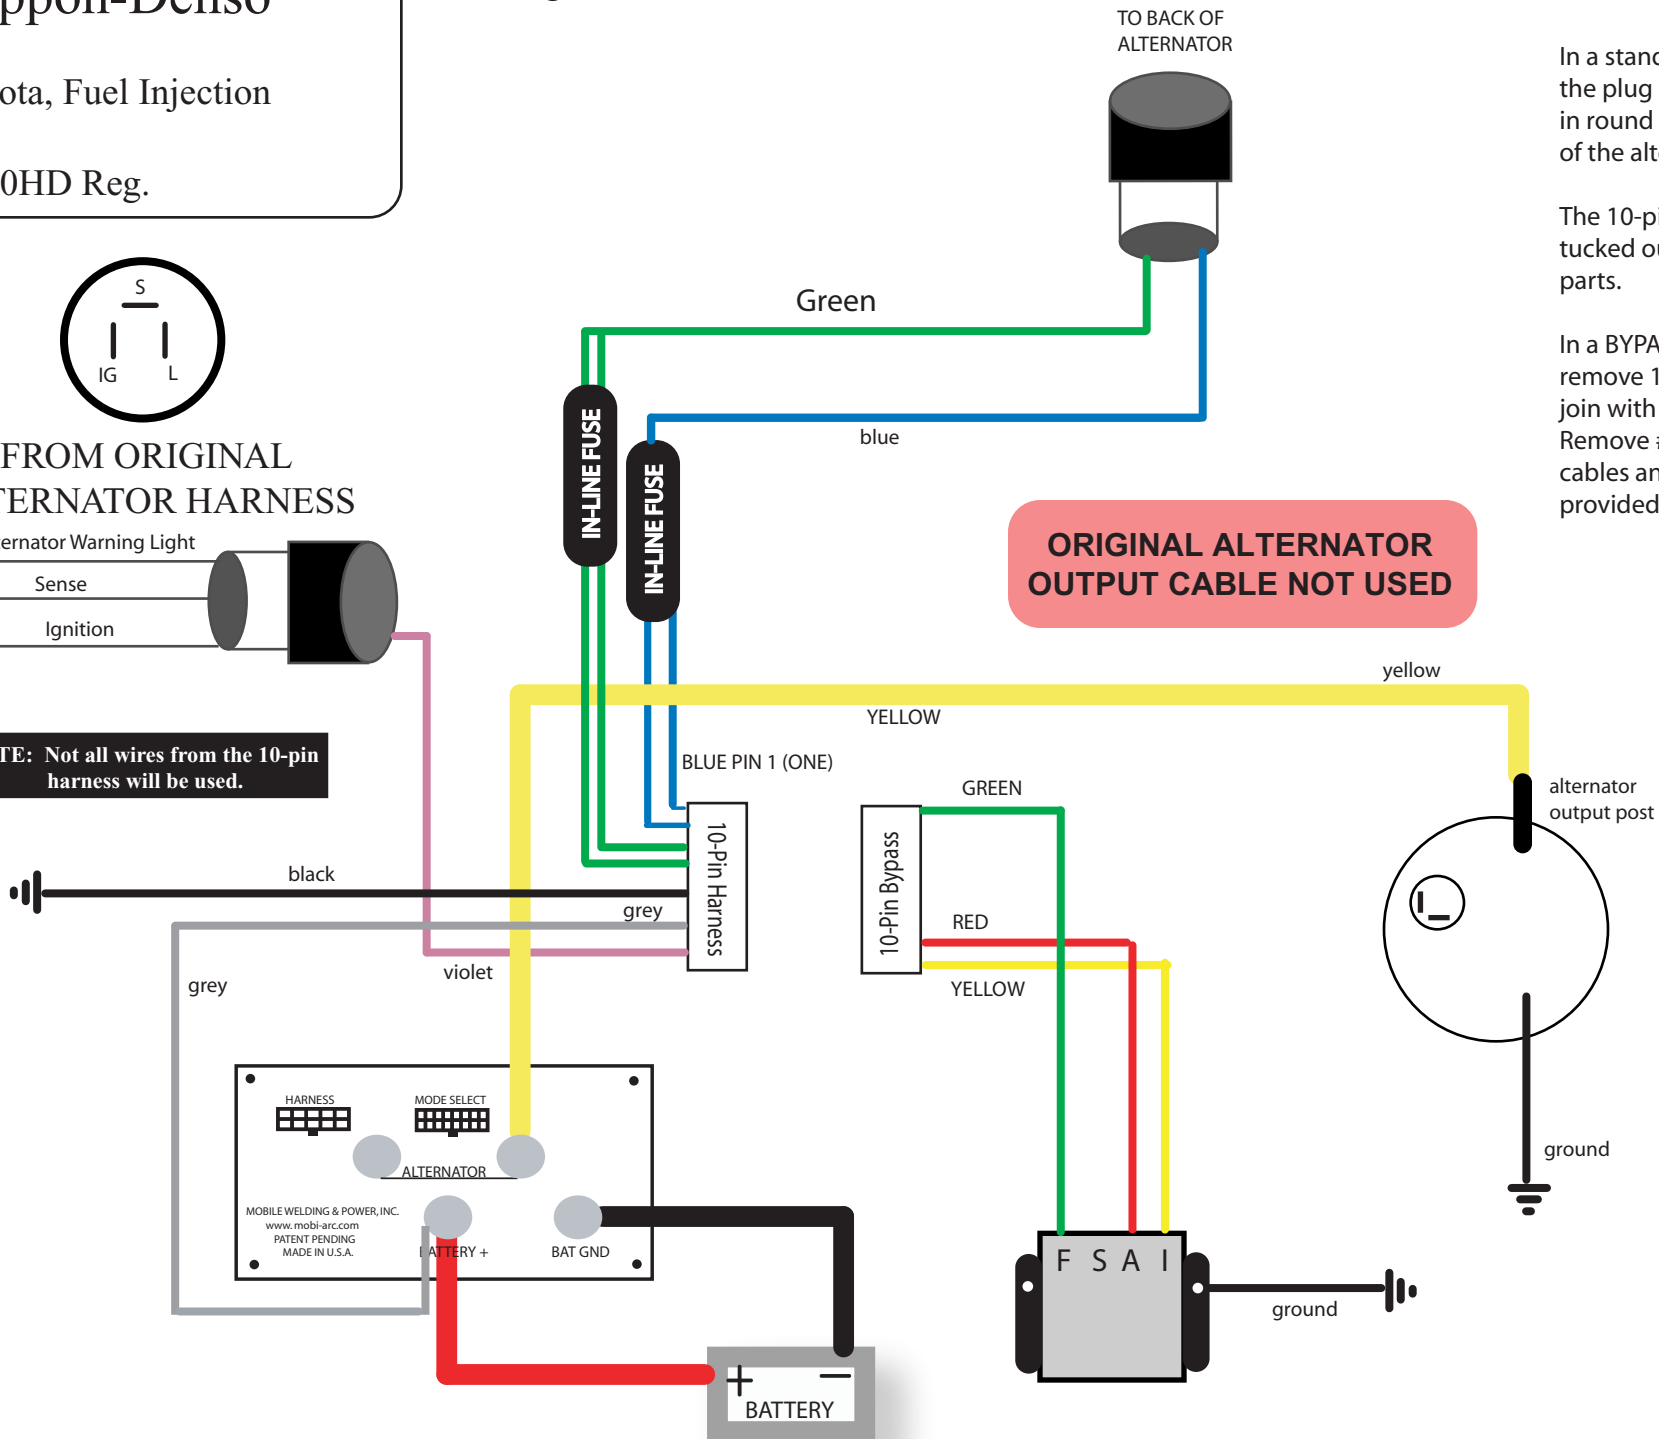 ota, Fuel Injection
0HD Reg.
S
IG
L
FROM ORIGINAL
TERNATOR HARNESS
ernator Warning Light
Sense
Ignition
TE: Not all wires from the 10-pin
harness will be used.
TO BACK OF
ALTERNATOR
Green
blue
IN-LINE FUSE
IN-LINE FUSE
ORIGINAL ALTERNATOR
OUTPUT CABLE NOT USED
yellow
YELLOW
BLUE PIN 1 (ONE)
10-Pin Harness
black
grey
violet
grey
10-Pin Bypass
GREEN
RED
YELLOW
alternator
output post
ground
HARNESS
MODE SELECT
ALTERNATOR
MOBILE WELDING & POWER, INC.
www. mobi-arc.com
PATENT PENDING
MADE IN U.S.A.
BATTERY +
BAT GND
+ −
BATTERY
F S A I
ground
In a stand
the plug
in round
of the alt
The 10-pi
tucked ou
parts.
In a BYPA
remove 1
join with
Remove
cables an
provided